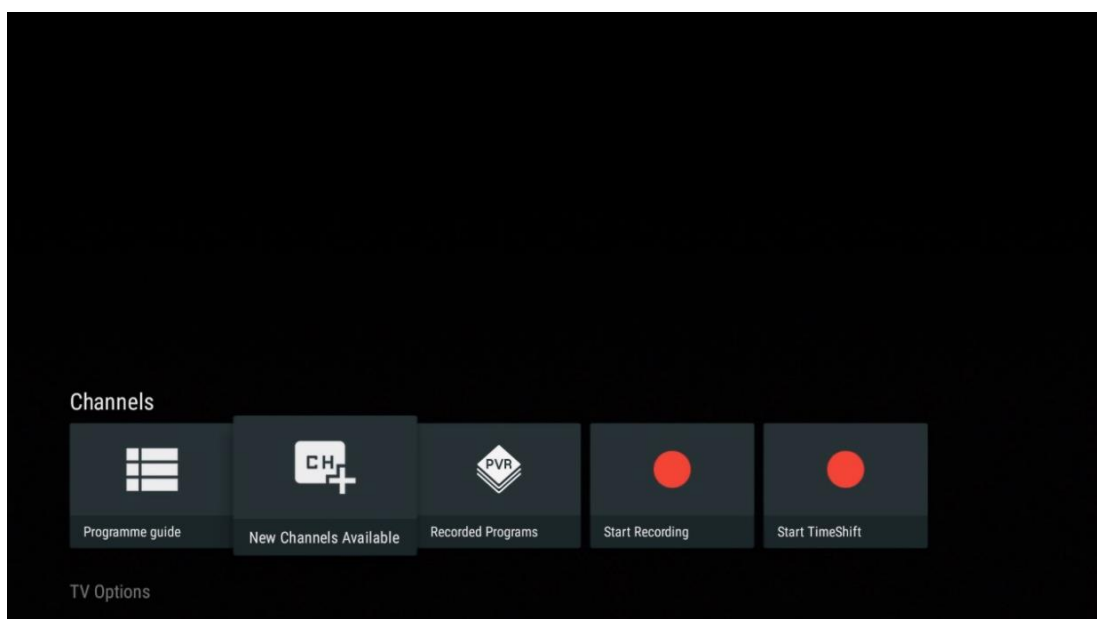 Channels
CH
PVR
Programme guide
New Channels Available
Recorded Programs
Start Recording
Start TimeShift
TV Options